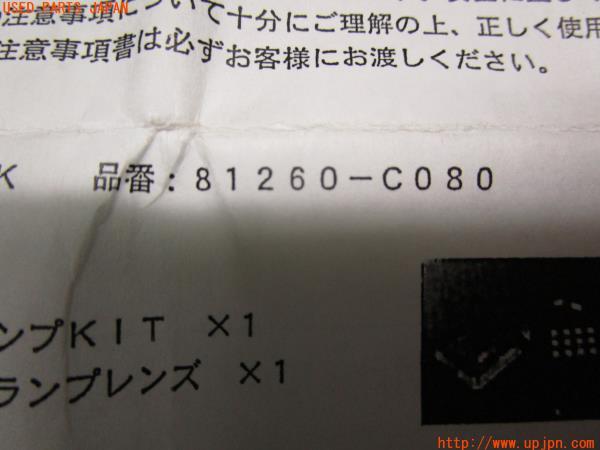 USED PARTS JAPAN
注意事項について十分にご理解の上、正しく使用
注意事項書は必ずお客様にお渡しください。
K 品番：81260-C080
ンプKIT ×1
ランプレンズ ×1
http://www.upjpn.com